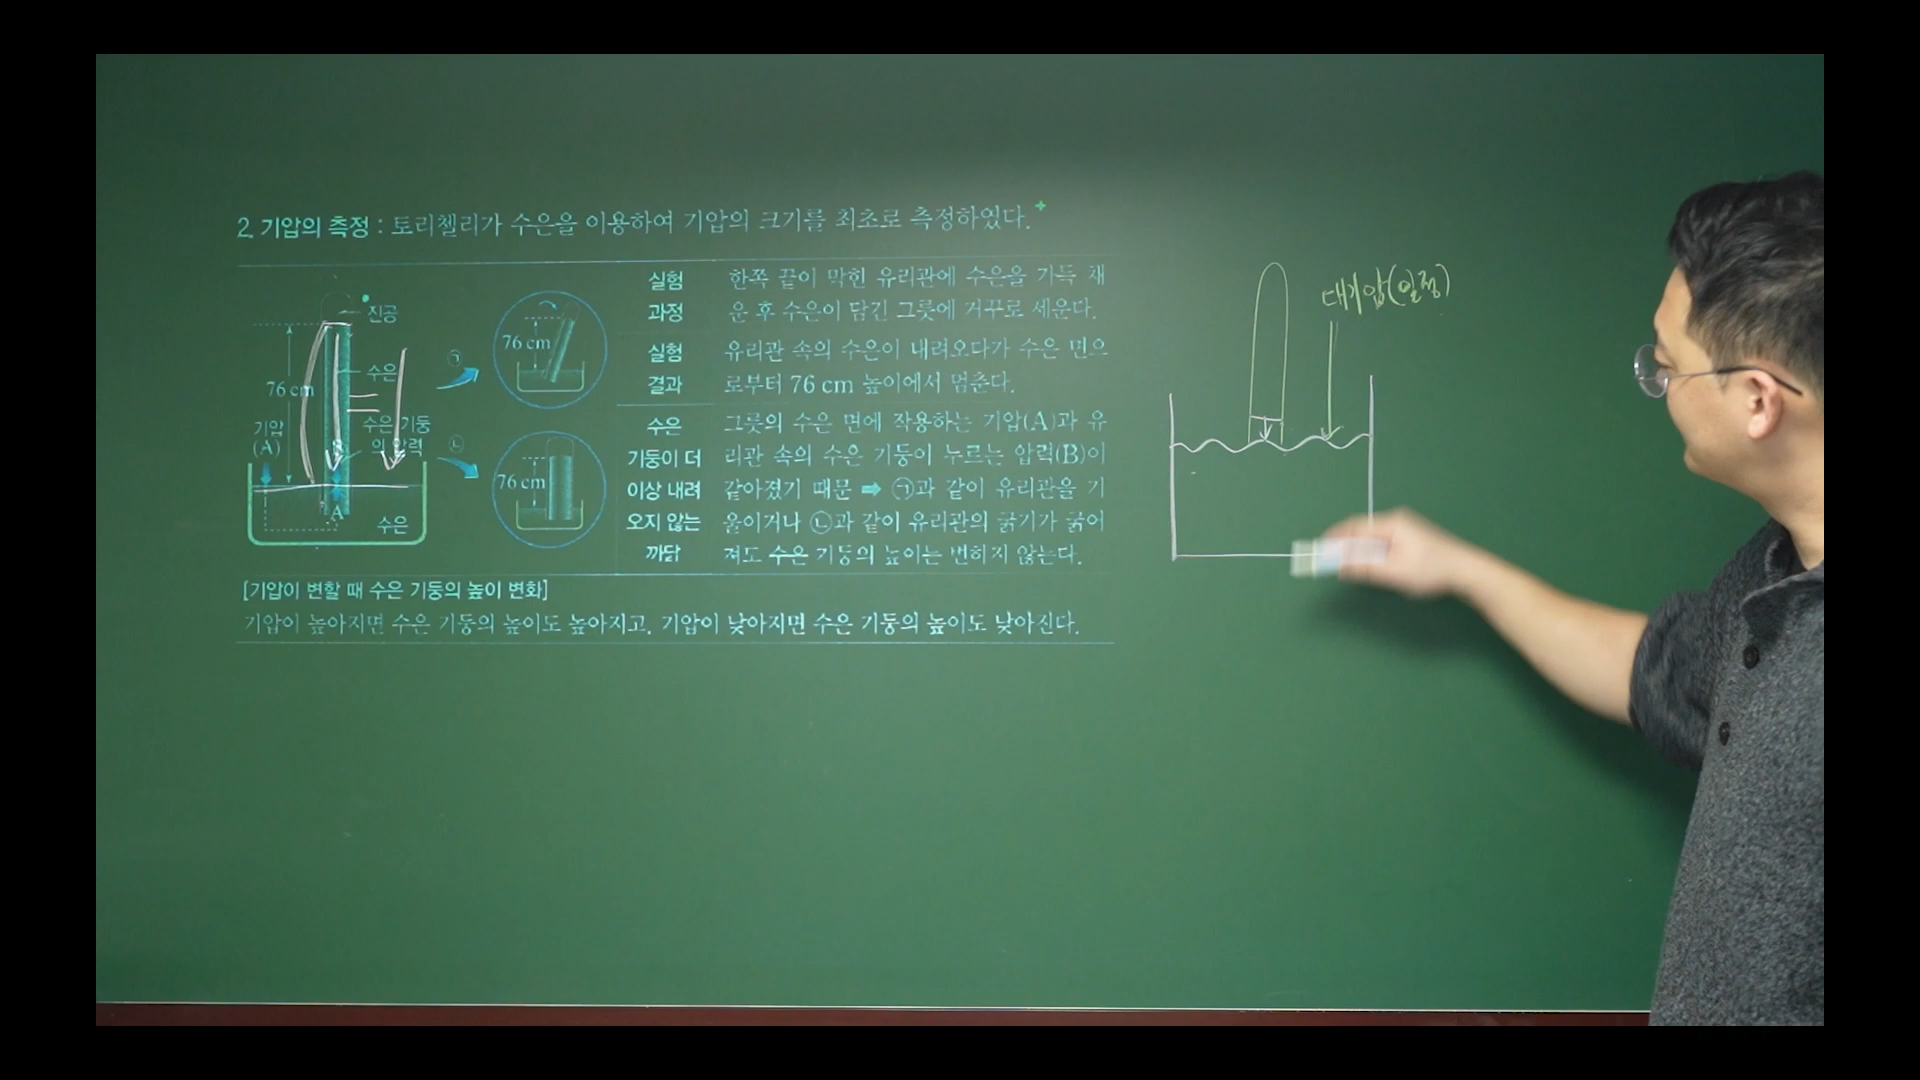 2. 기압의 측정 : 토리첼리가 수은을 이용하여 기압의 크기를 최초로 측정하였다.
진공
76 cm
수은
기압
(A)
수은 기둥
의 압력
B
A
수은
㉠
76 cm
㉡
76 cm
실험
과정
한쪽 끝이 막힌 유리관에 수은을 가득 채
운 후 수은이 담긴 그릇에 거꾸로 세운다.
실험
결과
유리관 속의 수은이 내려오다가 수은 면으
로부터 76 cm 높이에서 멈춘다.
수은
기둥이 더
이상 내려
오지 않는
까닭
그릇의 수은 면에 작용하는 기압(A)과 유
리관 속의 수은 기둥이 누르는 압력(B)이
같아졌기 때문 ➡ ㉠과 같이 유리관을 기
울이거나 ㉡과 같이 유리관의 굵기가 굵어
져도 수은 기둥의 높이는 변하지 않는다.
[기압이 변할 때 수은 기둥의 높이 변화]
기압이 높아지면 수은 기둥의 높이도 높아지고, 기압이 낮아지면 수은 기둥의 높이도 낮아진다.
대기압(일정)